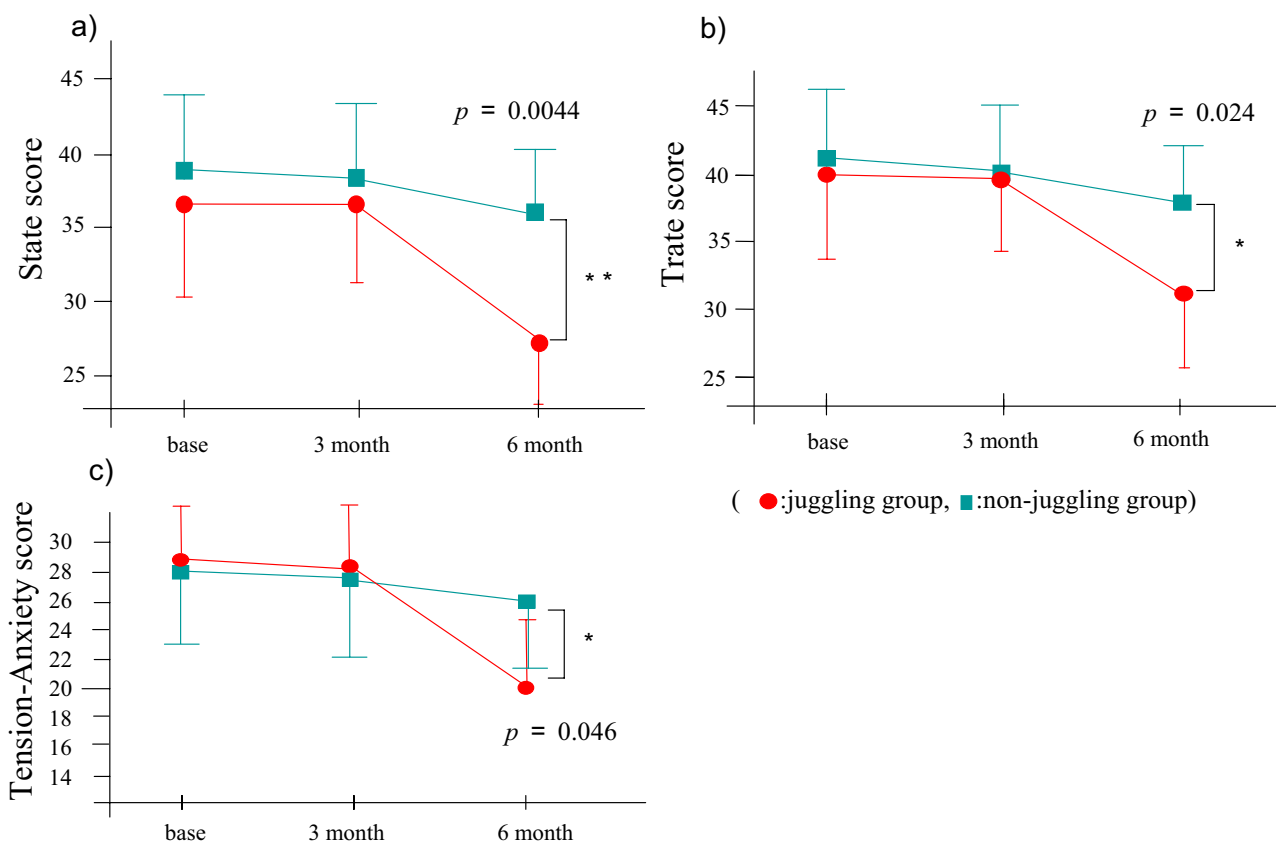 a)
State score
45
40
35
30
25
p = 0.0044
* *
base
3 month
6 month
b)
Trate score
45
40
35
30
25
p = 0.024
*
base
3 month
6 month
( :juggling group, :non-juggling group)
c)
Tension-Anxiety score
30
28
26
24
22
20
18
16
14
*
p = 0.046
base
3 month
6 month